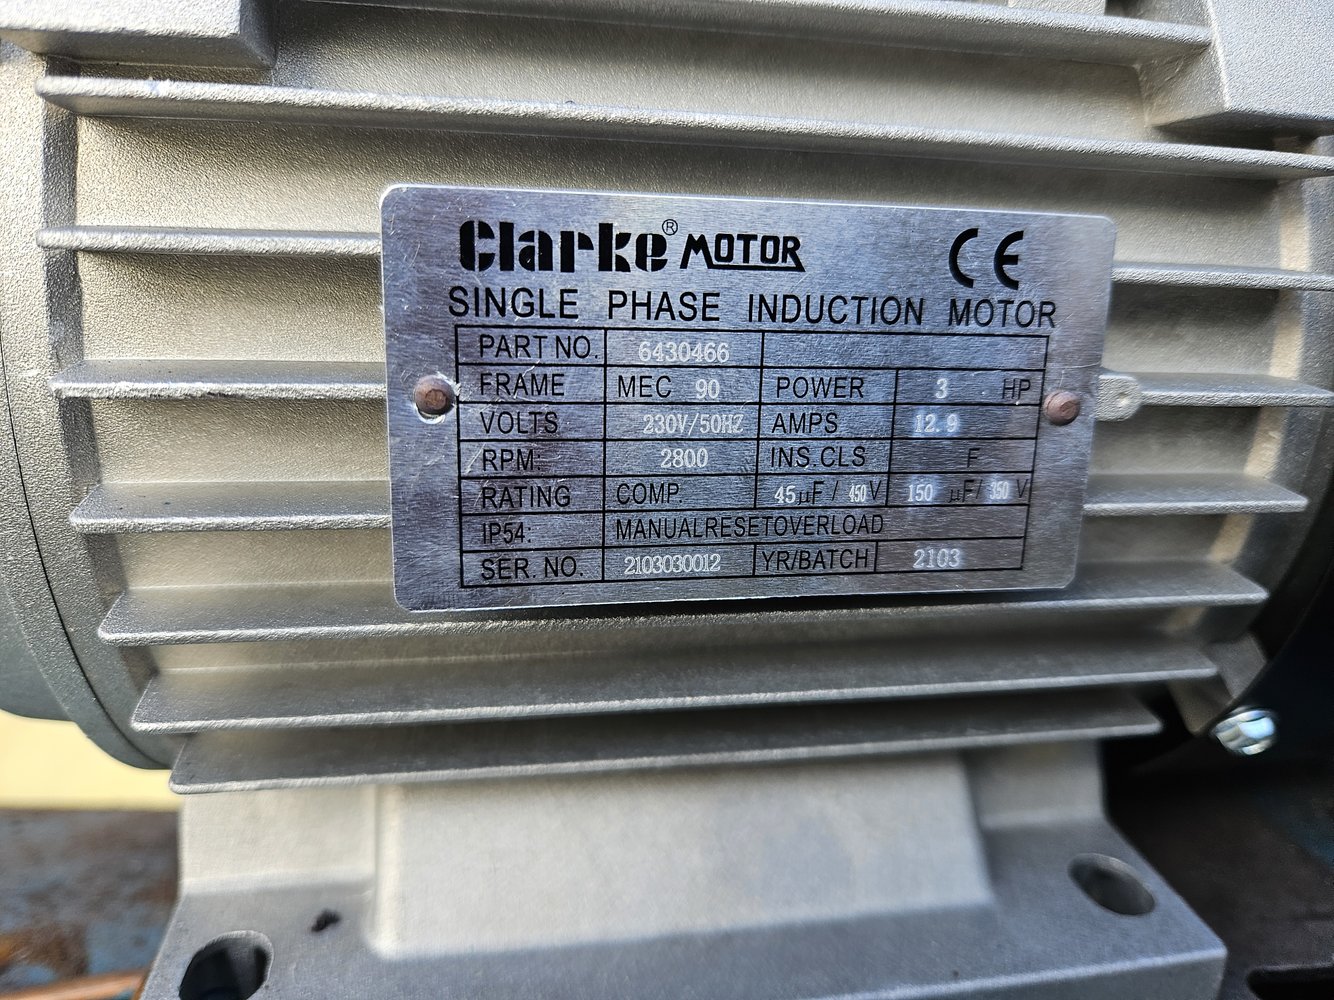 Clarke® MOTOR CE
SINGLE PHASE INDUCTION MOTOR
PART NO. 6430466
FRAME MEC 90 POWER 3 HP
VOLTS 230V/50HZ AMPS 12.9
RPM: 2800 INS.CLS F
RATING COMP. 45µF / 450V 150 µF/ 350 V
IP54: MANUALRESETOVERLOAD
SER. NO. 2103030012 YR/BATCH 2103